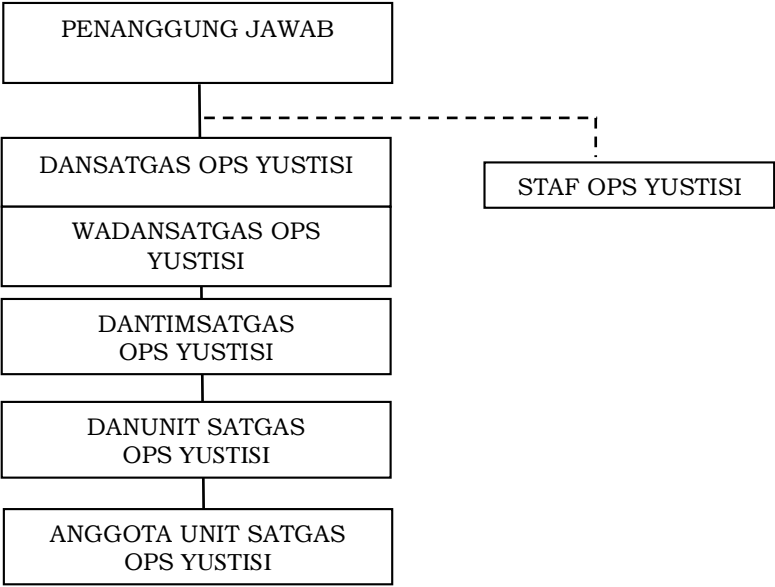 PENANGGUNG JAWAB
DANSATGAS OPS YUSTISI
STAF OPS YUSTISI
WADANSATGAS OPS
YUSTISI
DANTIMSATGAS
OPS YUSTISI
DANUNIT SATGAS
OPS YUSTISI
ANGGOTA UNIT SATGAS
OPS YUSTISI